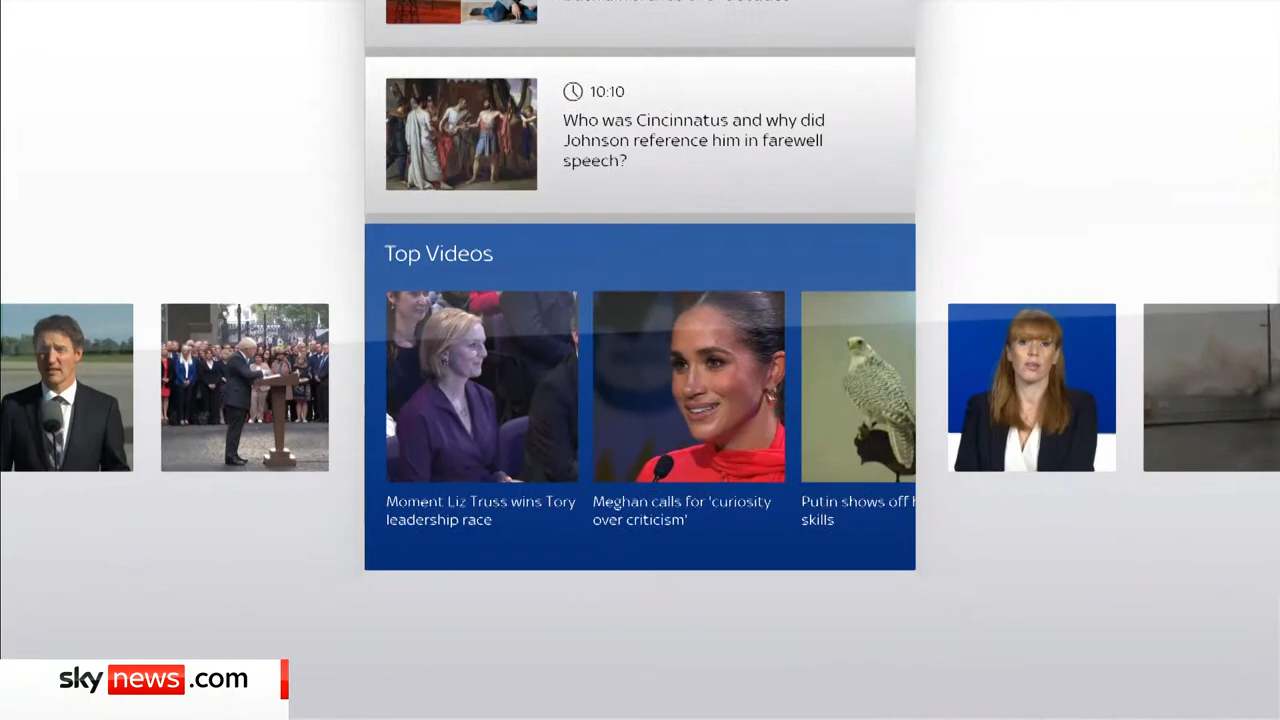 10:10
Who was Cincinnatus and why did
Johnson reference him in farewell
speech?
Top Videos
Moment Liz Truss wins Tory
leadership race
Meghan calls for 'curiosity
over criticism'
Putin shows off
skills
sky news .com